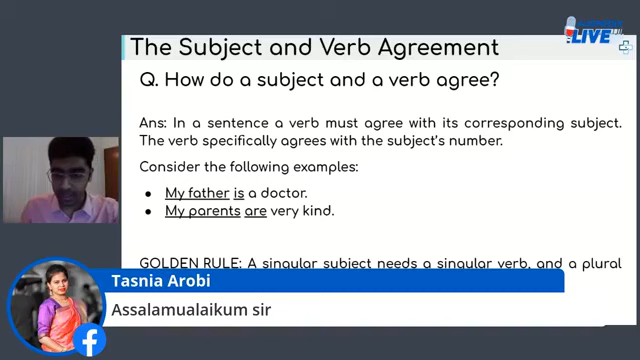 LIVE
The Subject and Verb Agreement
Q. How do a subject and a verb agree?
Ans: In a sentence a verb must agree with its corresponding subject.
The verb specifically agrees with the subject's number.
Consider the following examples:
● My father is a doctor.
● My parents are very kind.
GOLDEN RULE: A singular subject needs a singular verb, and a plural
Tasnia Arobi
Assalamualaikum sir